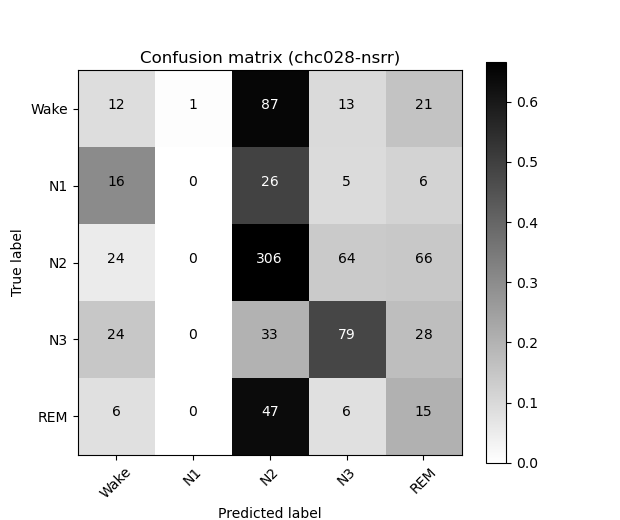 Confusion matrix (chc028-nsrr)
True label
Wake 12 1 87 13 21
N1 16 0 26 5 6
N2 24 0 306 64 66
N3 24 0 33 79 28
REM 6 0 47 6 15
Wake N1 N2 N3 REM
Predicted label
0.6
0.5
0.4
0.3
0.2
0.1
0.0